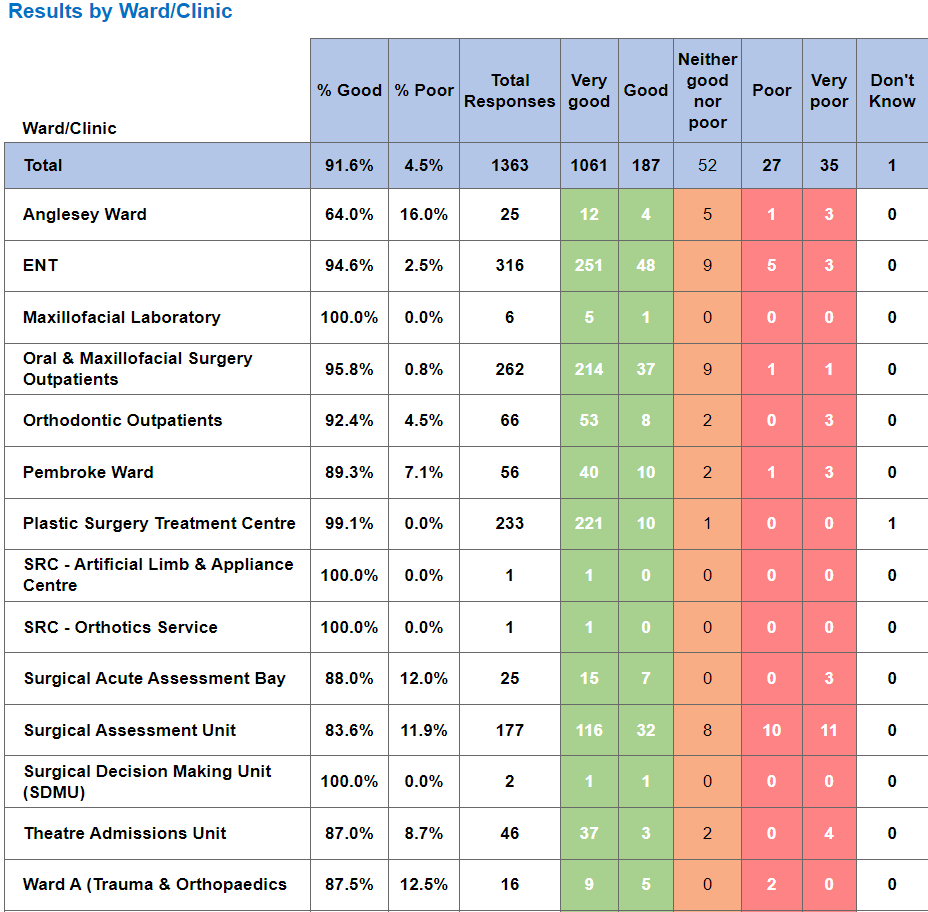 Results by Ward/Clinic
Ward/Clinic % Good % Poor Total Responses Very good Good Neither good nor poor Poor Very poor Don't Know
Total 91.6% 4.5% 1363 1061 187 52 27 35 1
Anglesey Ward 64.0% 16.0% 25 12 4 5 1 3 0
ENT 94.6% 2.5% 316 251 48 9 5 3 0
Maxillofacial Laboratory 100.0% 0.0% 6 5 1 0 0 0 0
Oral & Maxillofacial Surgery Outpatients 95.8% 0.8% 262 214 37 9 1 1 0
Orthodontic Outpatients 92.4% 4.5% 66 53 8 2 0 3 0
Pembroke Ward 89.3% 7.1% 56 40 10 2 1 3 0
Plastic Surgery Treatment Centre 99.1% 0.0% 233 221 10 1 0 0 1
SRC - Artificial Limb & Appliance Centre 100.0% 0.0% 1 1 0 0 0 0 0
SRC - Orthotics Service 100.0% 0.0% 1 1 0 0 0 0 0
Surgical Acute Assessment Bay 88.0% 12.0% 25 15 7 0 0 3 0
Surgical Assessment Unit 83.6% 11.9% 177 116 32 8 10 11 0
Surgical Decision Making Unit (SDMU) 100.0% 0.0% 2 1 1 0 0 0 0
Theatre Admissions Unit 87.0% 8.7% 46 37 3 2 0 4 0
Ward A (Trauma & Orthopaedics 87.5% 12.5% 16 9 5 0 2 0 0